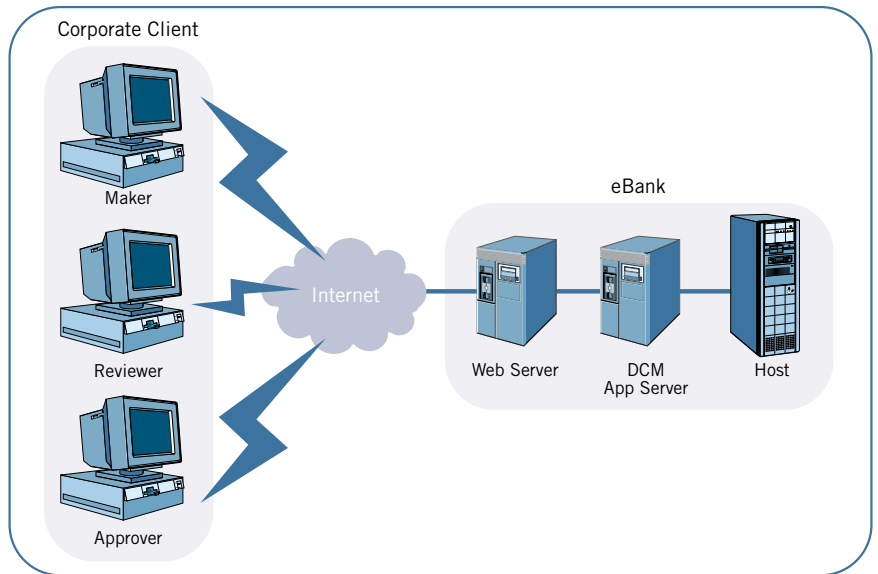 Corporate Client
Maker
Reviewer
Approver
Internet
eBank
Web Server
DCM
App Server
Host